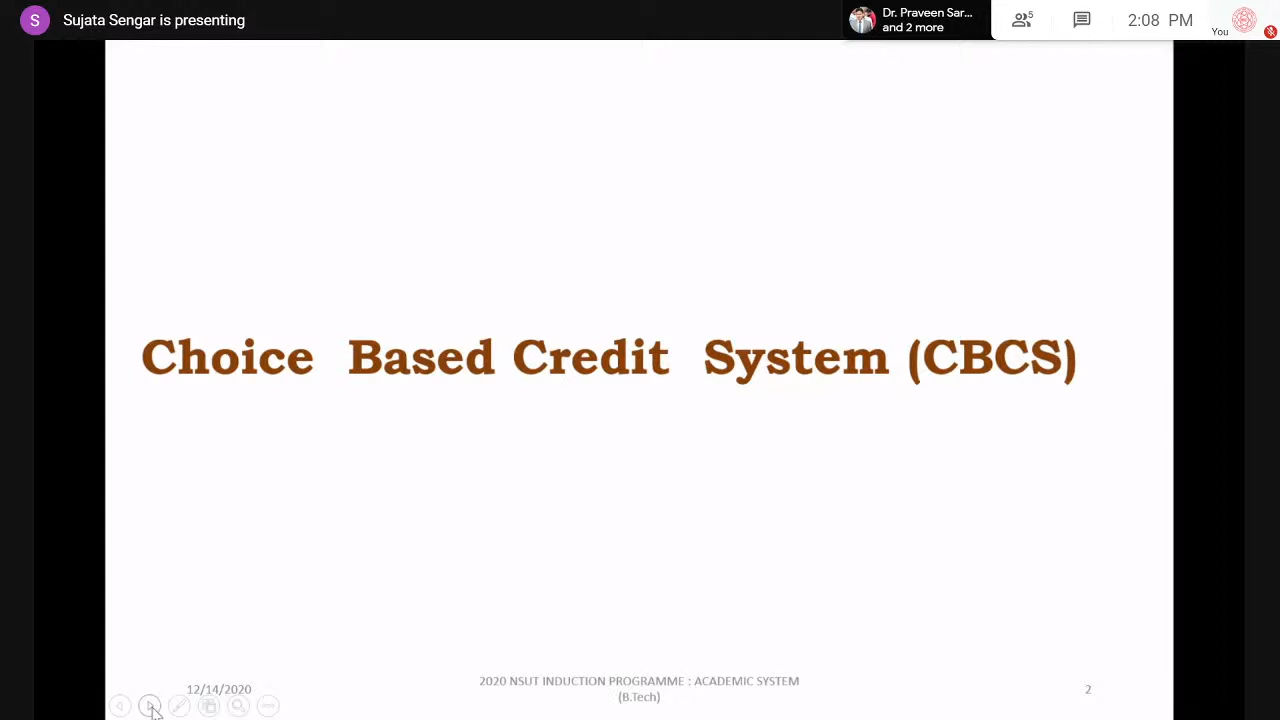 S Sujata Sengar is presenting
Dr. Praveen Sar...
and 2 more
5
2:08 PM
You
Choice Based Credit System (CBCS)
12/14/2020
2020 NSUT INDUCTION PROGRAMME : ACADEMIC SYSTEM
(B.Tech)
2